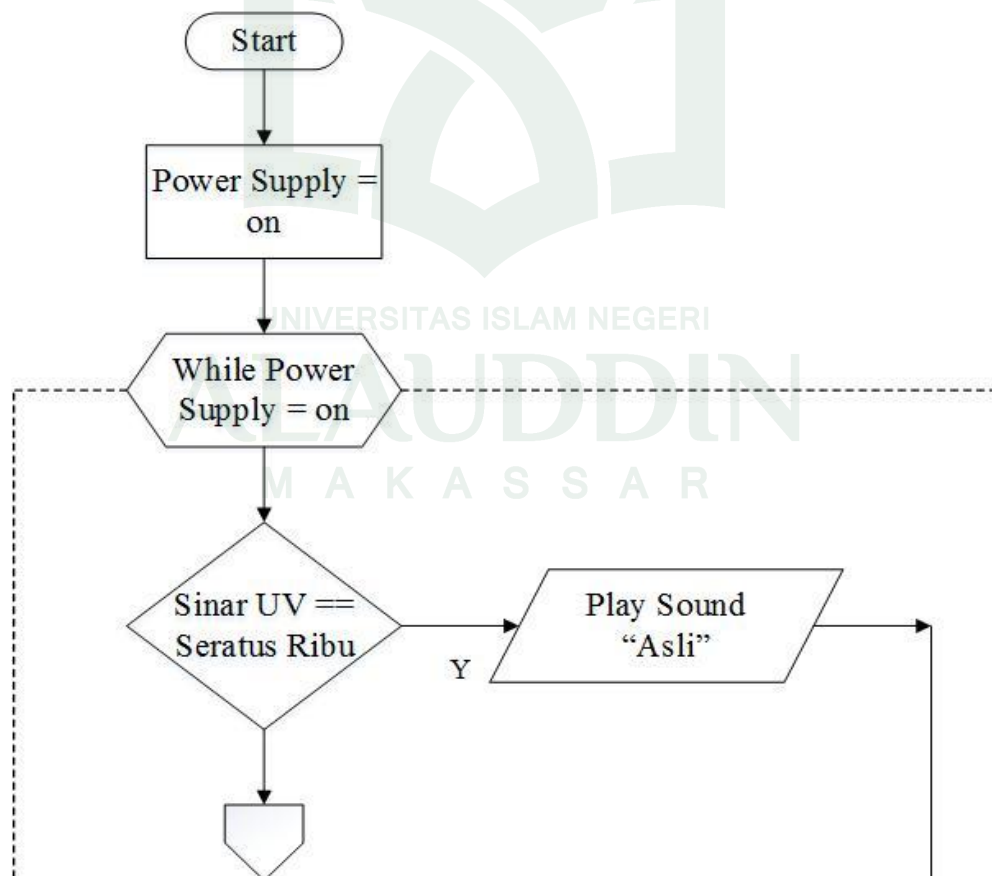 Start
Power Supply =
on
UNIVERSITAS ISLAM NEGERI
While Power
Supply = on
ALAUDDIN
MAKASSAR
Sinar UV ==
Seratus Ribu
Y
Play Sound
“Asli”